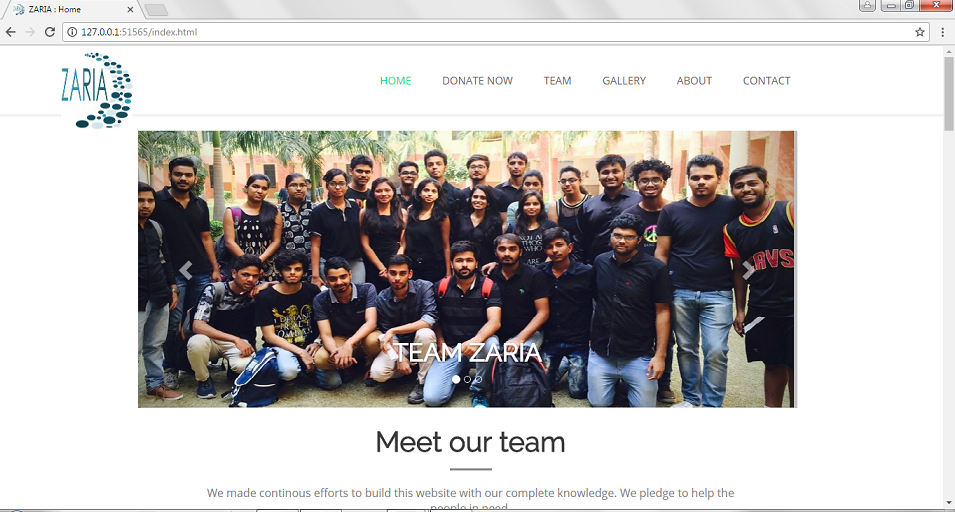 ZARIA : Home
127.0.0.1:51565/index.html
ZARIA
HOME DONATE NOW TEAM GALLERY ABOUT CONTACT
RVS
TEAM ZARIA
Meet our team
We made continous efforts to build this website with our complete knowledge. We pledge to help the
people in need